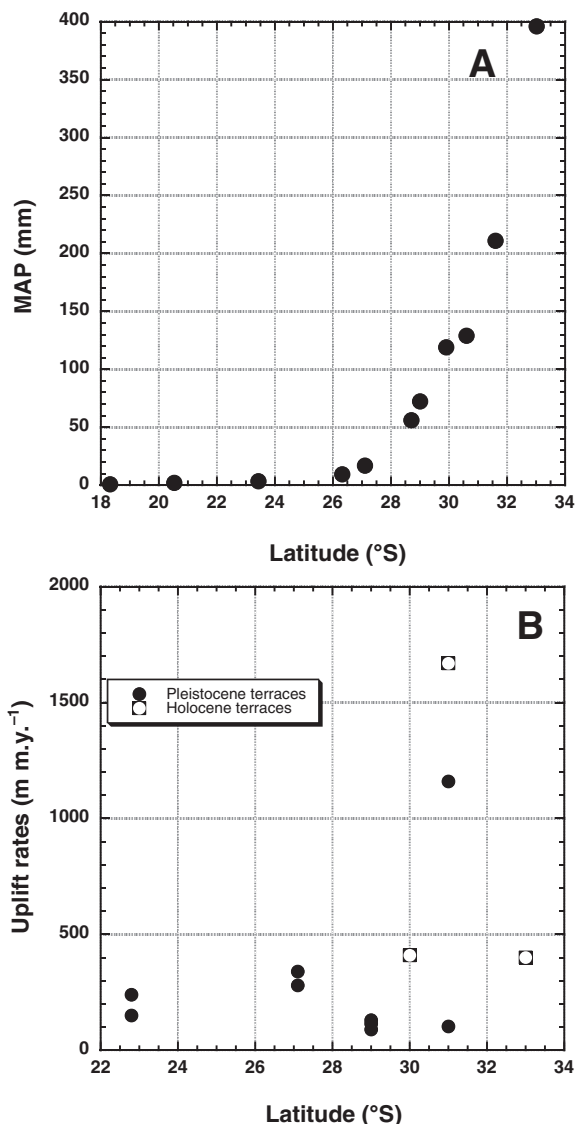 400
A
350
300
250
MAP (mm)
200
150
100
50
0
18 20 22 24 26 28 30 32 34
Latitude (°S)
2000
B
Pleistocene terraces
Holocene terraces
1500
Uplift rates (m m.y.⁻¹)
1000
500
0
22 24 26 28 30 32 34
Latitude (°S)